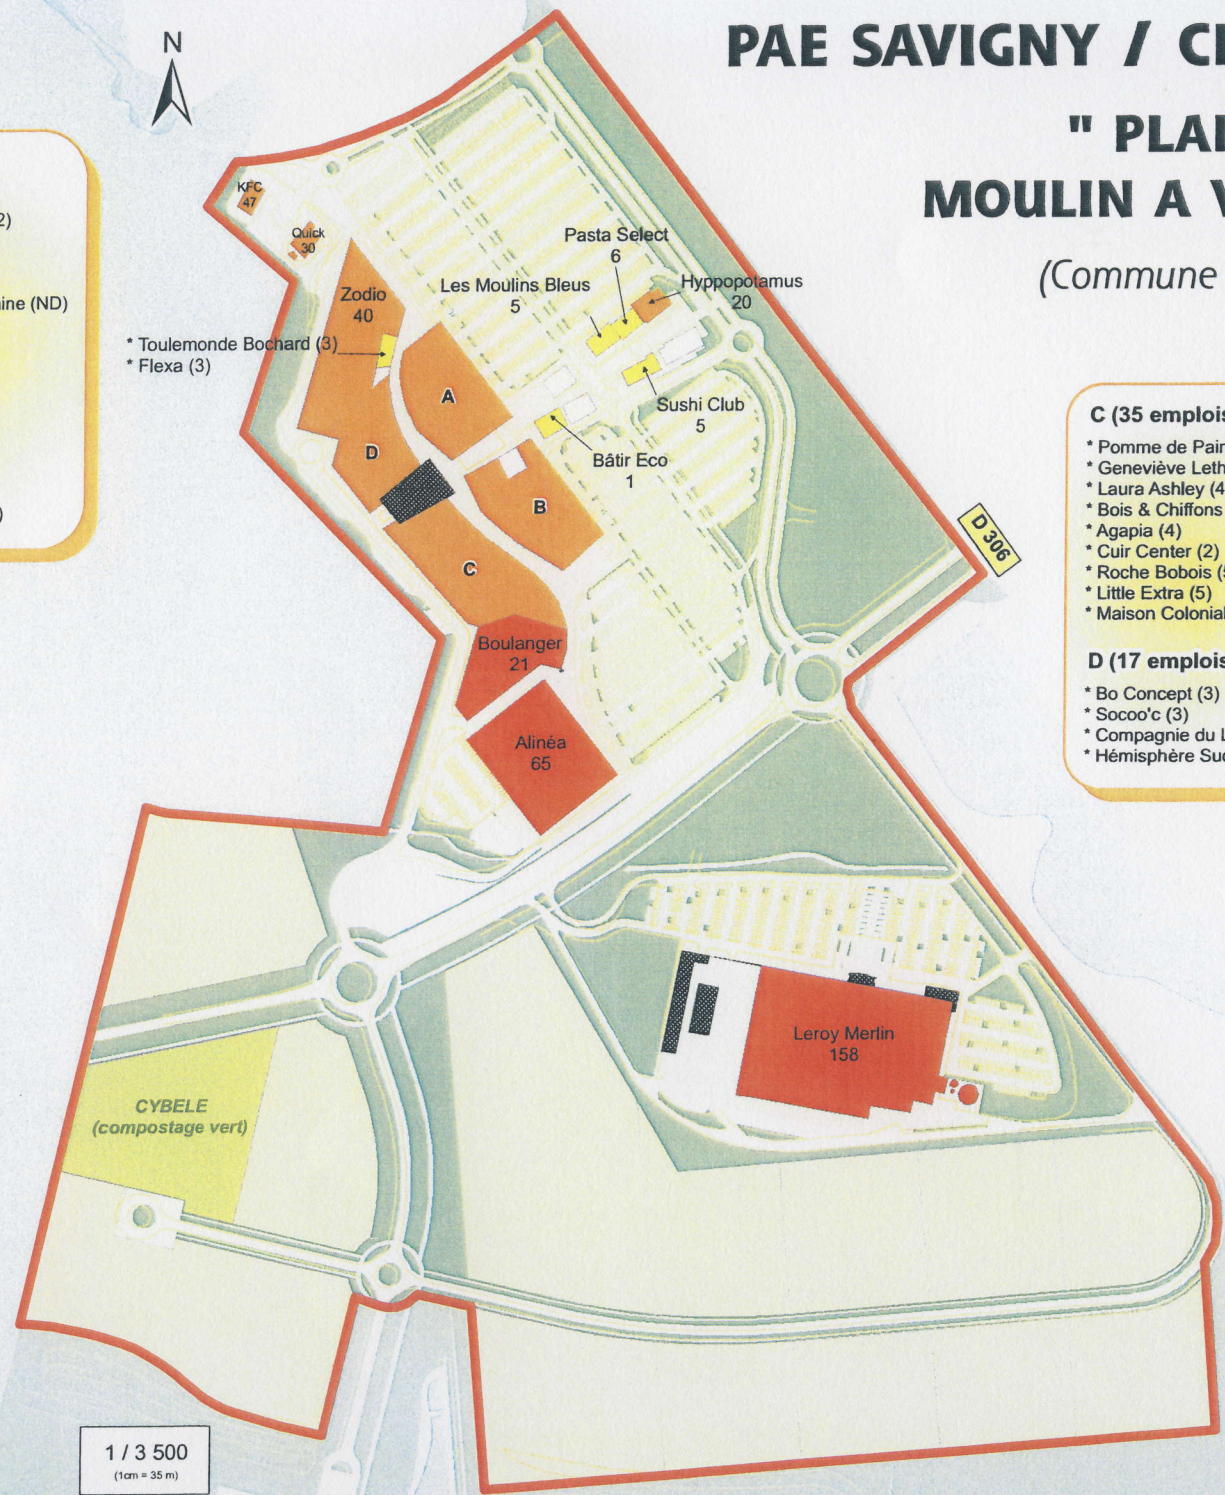 PAE SAVIGNY /
"
MOULIN A
(Commune
N
2)
(ND)
)
KFC
47
Quick
30
Zodio
40
Pasta Select
6
Les Moulins Bleus
5
Hyppopotamus
20
* Toulemonde Bochard (3)
* Flexa (3)
A
Sushi Club
5
D
Bâtir Eco
1
B
C
D 306
Boulanger
21
Alinéa
65
C (35 emplois
* Pomme de Pain
* Geneviève Leth
* Laura Ashley (4
* Bois & Chiffons
* Agapia (4)
* Cuir Center (2)
* Roche Bobois (
* Little Extra (5)
* Maison Colonial
D (17 emplois
* Bo Concept (3)
* Socoo'c (3)
* Compagnie du L
* Hémisphère Sud
Leroy Merlin
158
CYBELE
(compostage vert)
1 / 3 500
(1cm = 35 m)